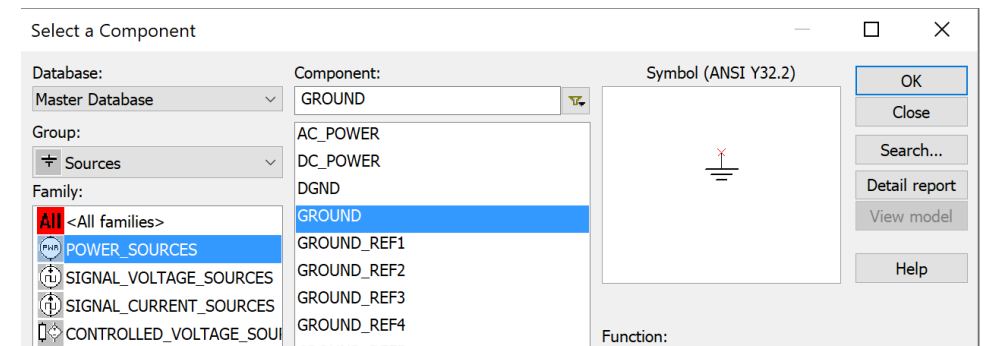 Select a Component
Database:
Master Database
Group:
Sources
Family:
All <All families>
PWR POWER_SOURCES
SIGNAL_VOLTAGE_SOURCES
SIGNAL_CURRENT_SOURCES
CONTROLLED_VOLTAGE_SOU
Component:
GROUND
AC_POWER
DC_POWER
DGND
GROUND
GROUND_REF1
GROUND_REF2
GROUND_REF3
GROUND_REF4
Symbol (ANSI Y32.2)
Function:
OK
Close
Search...
Detail report
View model
Help